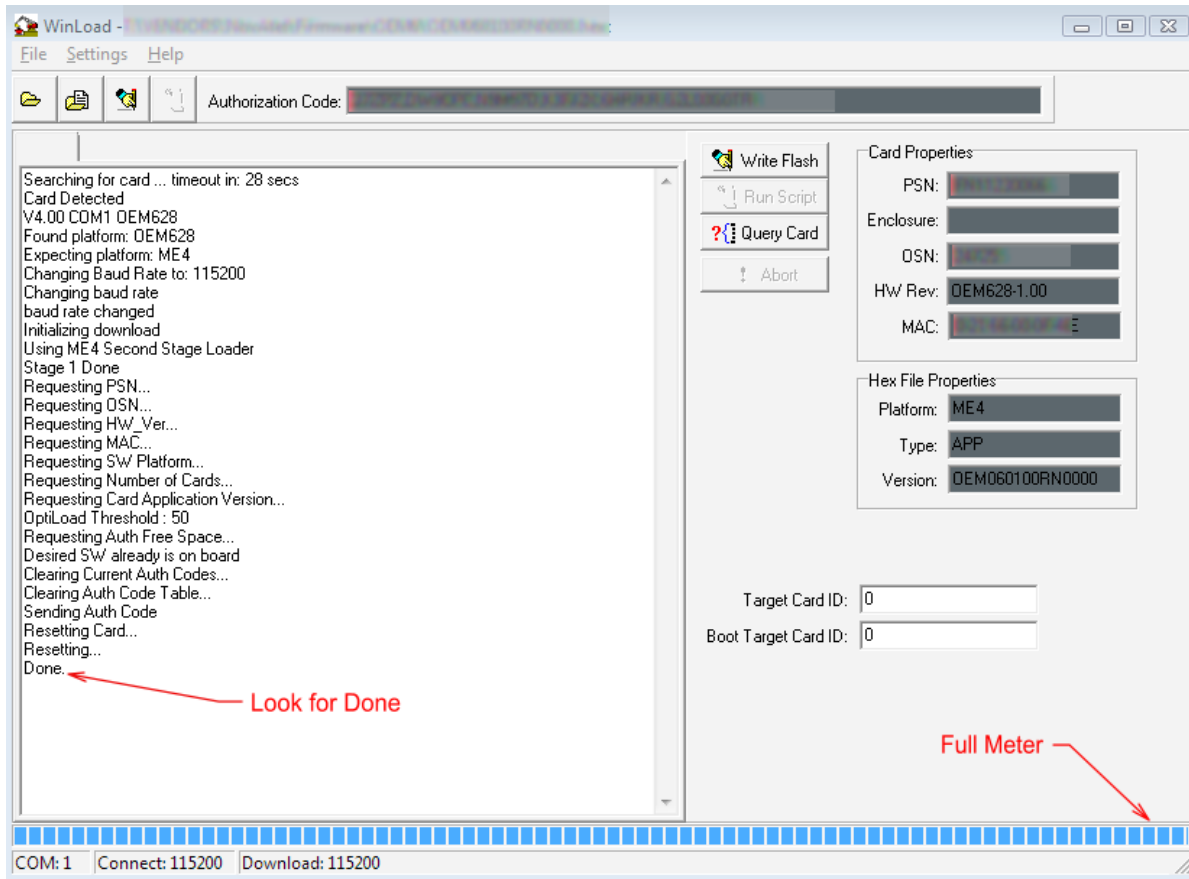 WinLoad -
File Settings Help
Authorization Code:
Searching for card ... timeout in: 28 secs
Card Detected
V4.00 COM1 OEM628
Found platform: OEM628
Expecting platform: ME4
Changing Baud Rate to: 115200
Changing baud rate
baud rate changed
Initializing download
Using ME4 Second Stage Loader
Stage 1 Done
Requesting PSN...
Requesting OSN...
Requesting HW_Ver...
Requesting MAC...
Requesting SW Platform...
Requesting Number of Cards...
Requesting Card Application Version...
OptiLoad Threshold : 50
Requesting Auth Free Space...
Desired SW already is on board
Clearing Current Auth Codes...
Clearing Auth Code Table...
Sending Auth Code
Resetting Card...
Resetting...
Done.
Look for Done
Write Flash
Run Script
?{ Query Card
! Abort
Card Properties
PSN:
Enclosure:
OSN:
HW Rev: OEM628-1.00
MAC:
Hex File Properties
Platform: ME4
Type: APP
Version: OEM060100RN0000
Target Card ID: 0
Boot Target Card ID: 0
Full Meter
COM: 1 Connect: 115200 Download: 115200